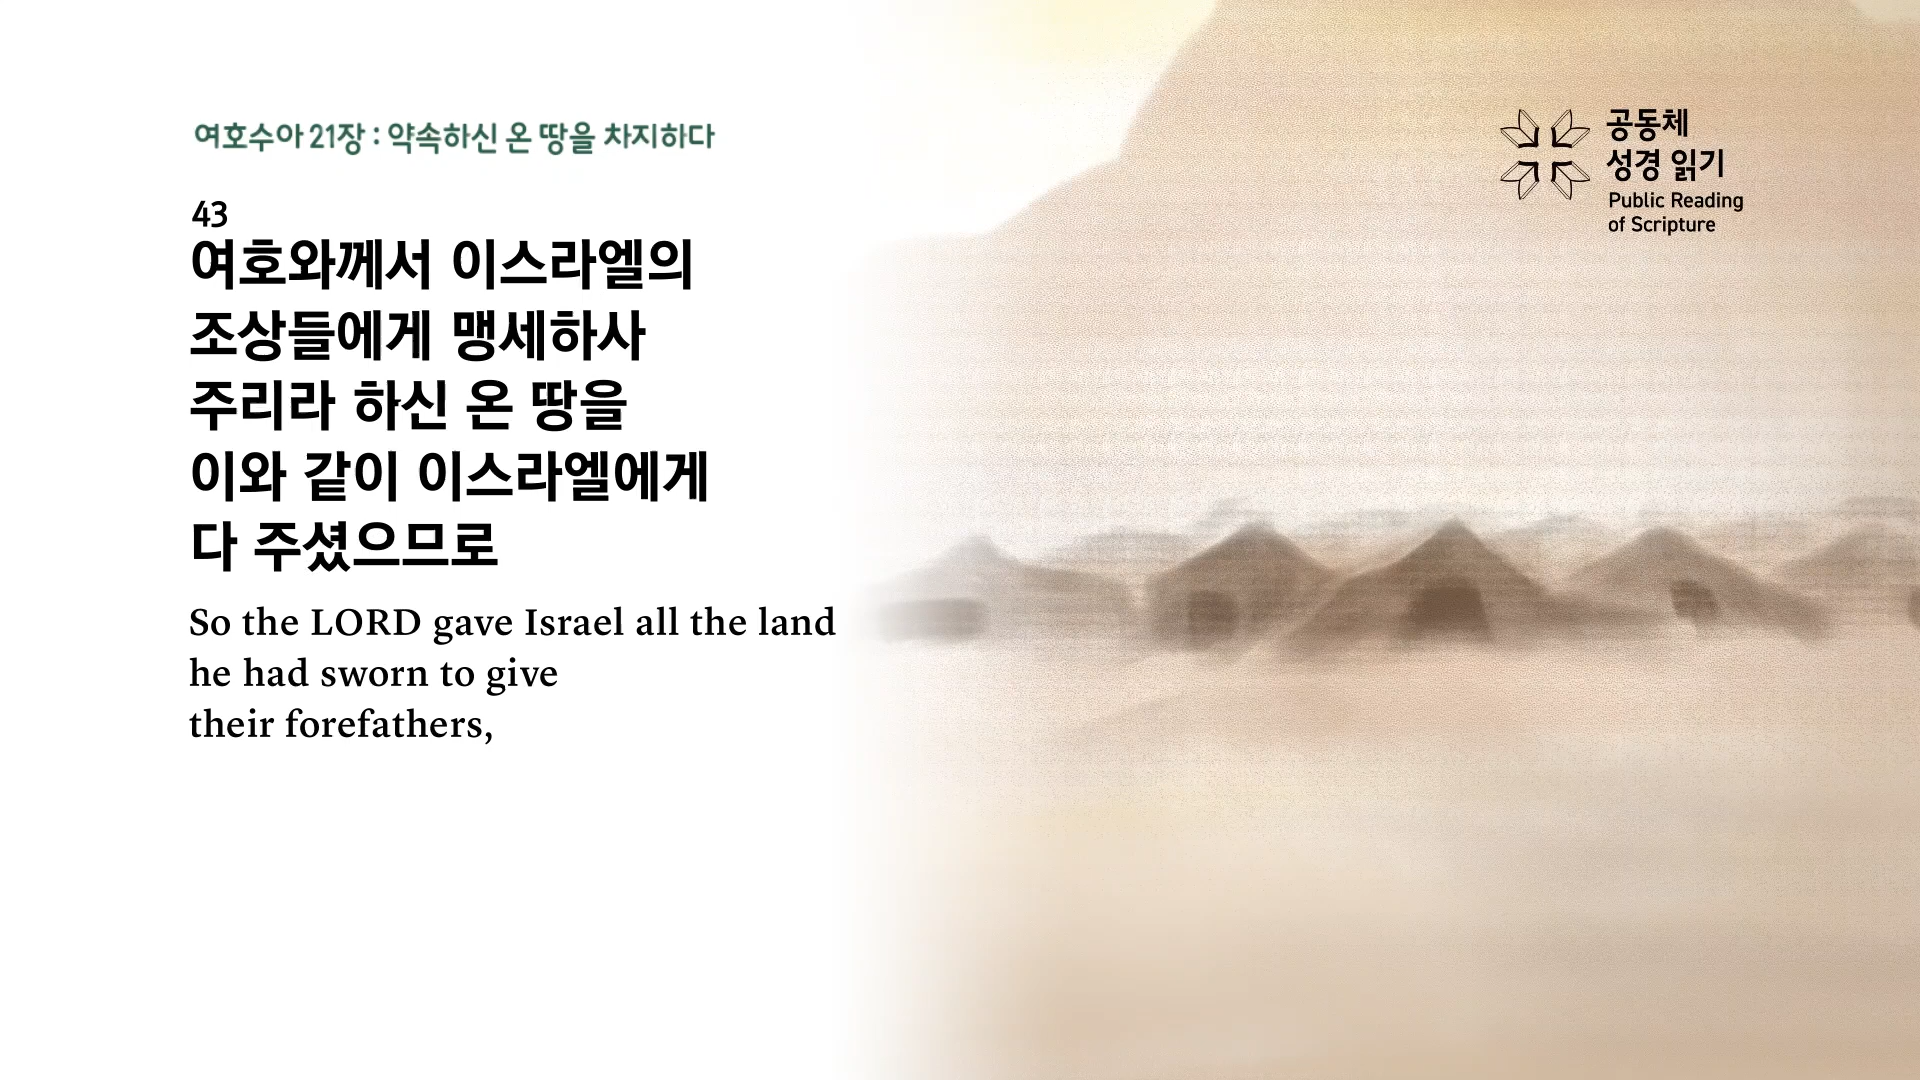 여호수아 21장 : 약속하신 온 땅을 차지하다
43
여호와께서 이스라엘의
조상들에게 맹세하사
주리라 하신 온 땅을
이와 같이 이스라엘에게
다 주셨으므로
So the LORD gave Israel all the land
he had sworn to give
their forefathers,
공동체
성경 읽기
Public Reading
of Scripture